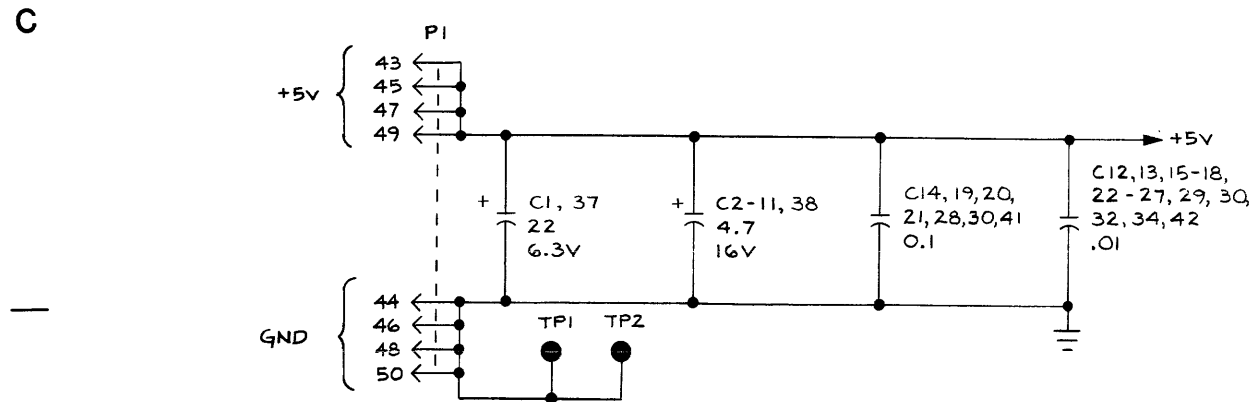 C
P1
+5V
43
45
47
49
+5V
+
C1, 37
22
6.3V
+
C2-11, 38
4.7
16V
C14, 19, 20,
21, 28, 30, 41
0.1
C12, 13, 15-18,
22-27, 29, 30,
32, 34, 42
.01
GND
44
46
48
50
TP1
TP2